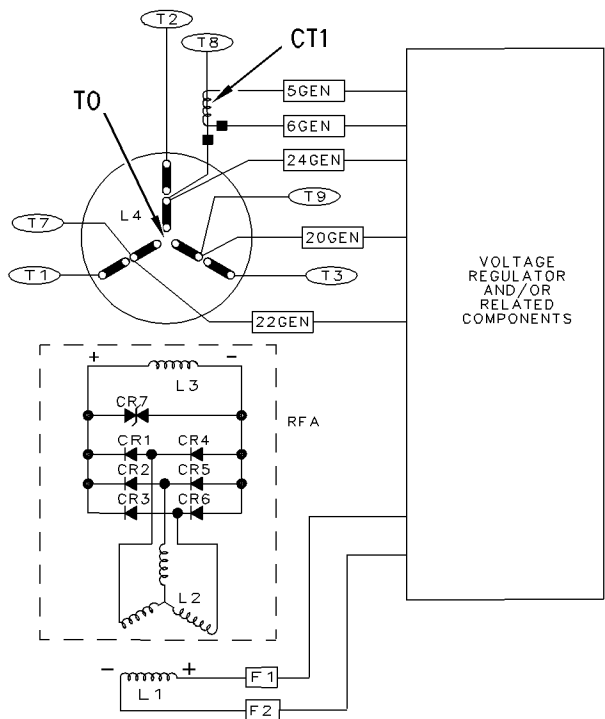 T2
T8
CT1
5GEN
T0
6GEN
24GEN
L4
T9
T7
20GEN
T1
T3
22GEN
VOLTAGE
REGULATOR
AND/OR
RELATED
COMPONENTS
+
-
L3
CR7
RFA
CR1
CR4
CR2
CR5
CR3
CR6
L2
-
+
F1
L1
F2